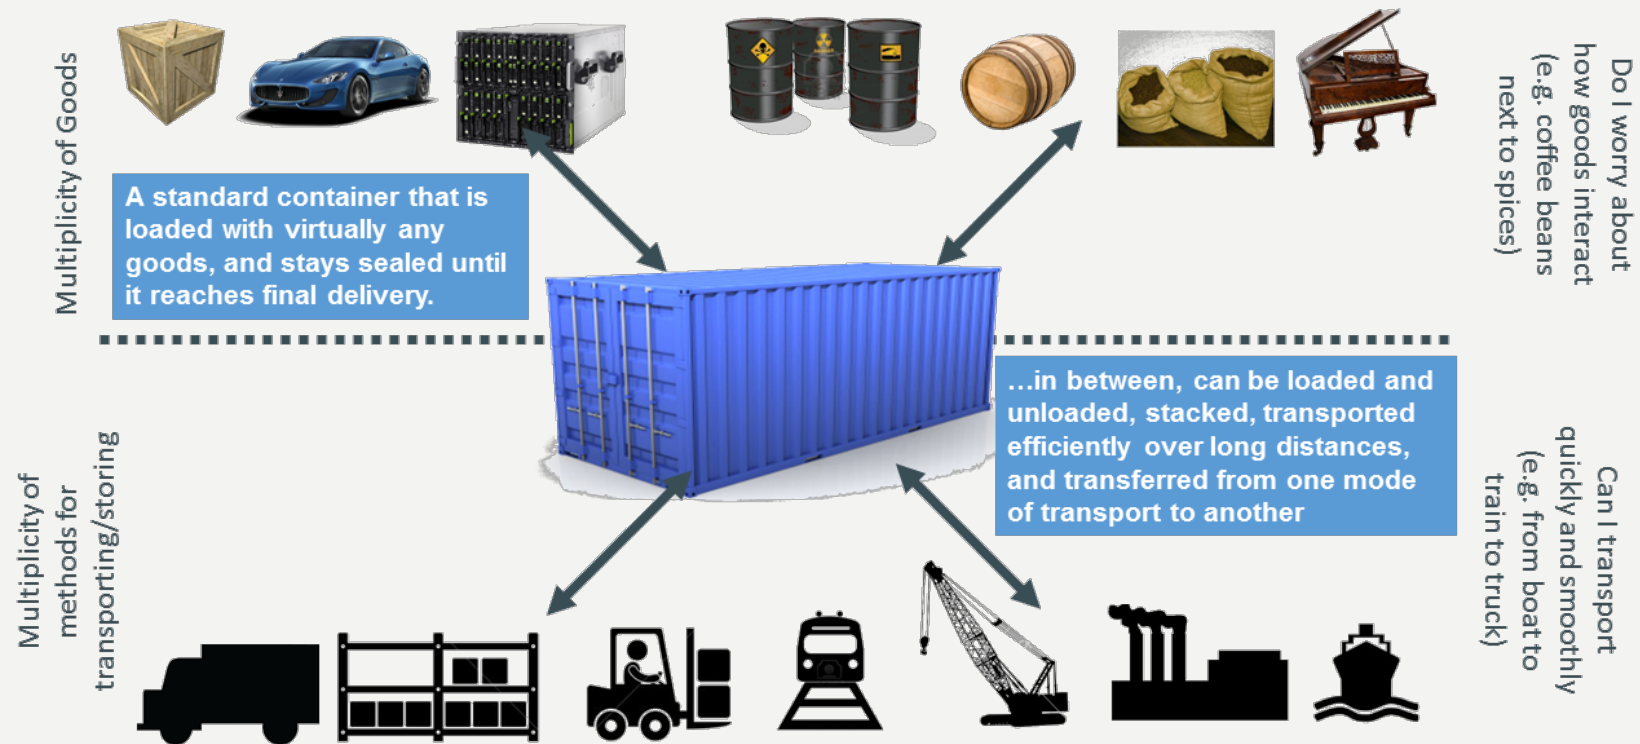 Multiplicity of Goods
A standard container that is
loaded with virtually any
goods, and stays sealed until
it reaches final delivery.
Do I worry about
how goods interact
(e.g. coffee beans
next to spices)
Multiplicity of
methods for
transporting/storing
...in between, can be loaded and
unloaded, stacked, transported
efficiently over long distances,
and transferred from one mode
of transport to another
Can I transport
quickly and smoothly
(e.g. from boat to
train to truck)